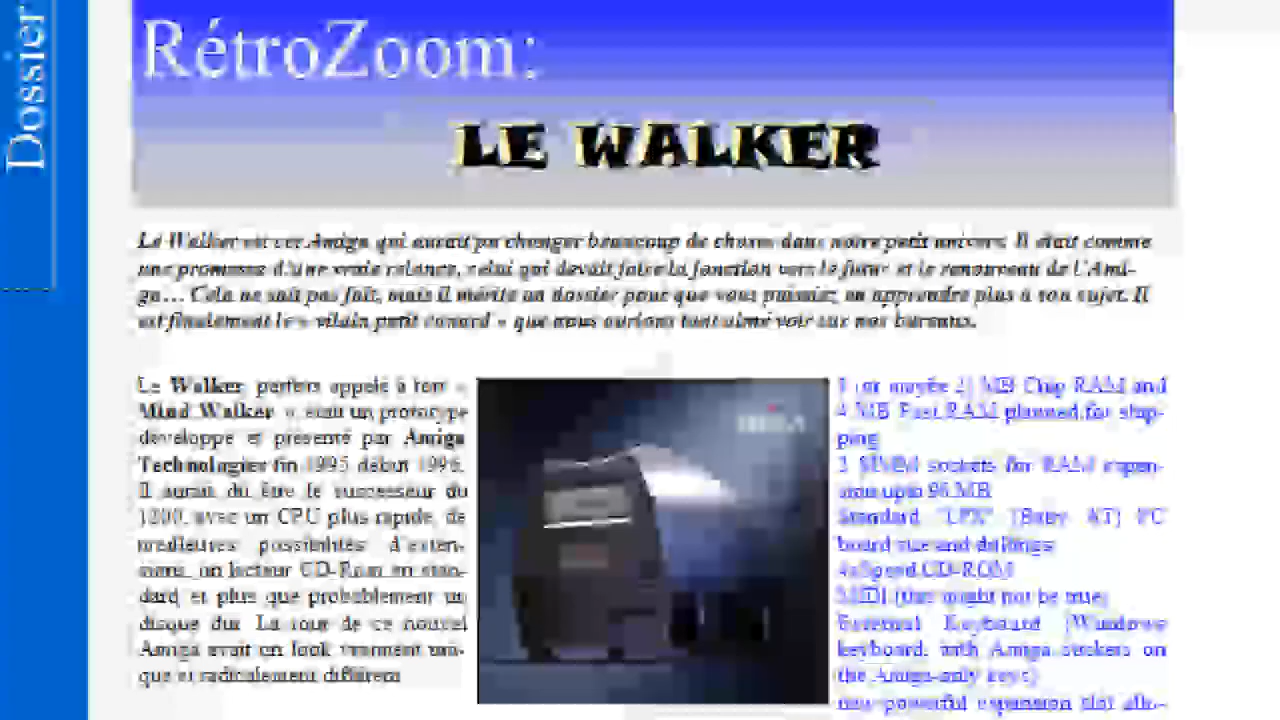 Dossier
RétroZoom:
LE WALKER
Le Walker est cet Amiga qui aurait pu changer beaucoup de choses dans notre petit univers. Il était comme
une promesse d'une vraie relance, celui qui devait faire la jonction vers le futur et le renouveau de l'Ami-
ga… Cela ne sait pas fait, mais il mérite un dossier pour que vous puissiez en apprendre plus à son sujet. Il
est finalement le « vilain petit canard » que nous aurions tant aimé voir sur nos bureaux.
Le Walker, parfois appelé à tort «
Mind Walker », était un prototype
développé et présenté par Amiga
Technologies fin 1995 début 1996.
Il aurait du être le successeur du
1200, avec un CPU plus rapide, de
meilleures possibilités d'exten-
sions, un lecteur CD-Rom en stan-
dard et plus que probablement un
disque dur. La tour de ce nouvel
Amiga avait un look vraiment uni-
que et radicalement différent
1 (or maybe 2) MB Chip RAM and
4 MB Fast RAM planned for ship-
ping
2 SIMM sockets for RAM expan-
sion upto 96 MB
Standard "LPX" (Baby AT) PC
board size and drillings
4xSpeed CD-ROM
MIDI (this might not be true)
External Keyboard (Windows
keyboard, with Amiga stickers on
the Amiga-only keys)
powerful expansion slot allo-